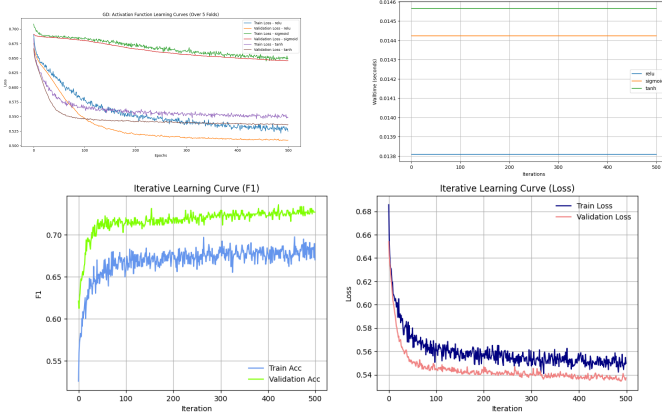 GD: Activation Function Learning Curves (Over 5 Folds)
Loss
0.700
0.675
0.650
0.625
0.600
0.575
0.550
0.525
0.500
Train Loss - relu
Validation Loss - relu
Train Loss - sigmoid
Validation Loss - sigmoid
Train Loss - tanh
Validation Loss - tanh
0 100 200 300 400 500
Epochs
Walltime (seconds)
0.0146
0.0145
0.0144
0.0143
0.0142
0.0141
0.0140
0.0139
0.0138
relu
sigmoid
tanh
0 100 200 300 400 500
Iterations
Iterative Learning Curve (F1)
F1
0.70
0.65
0.60
0.55
Train Acc
Validation Acc
0 100 200 300 400 500
Iteration
Iterative Learning Curve (Loss)
Loss
0.68
0.66
0.64
0.62
0.60
0.58
0.56
0.54
Train Loss
Validation Loss
0 100 200 300 400 500
Iteration